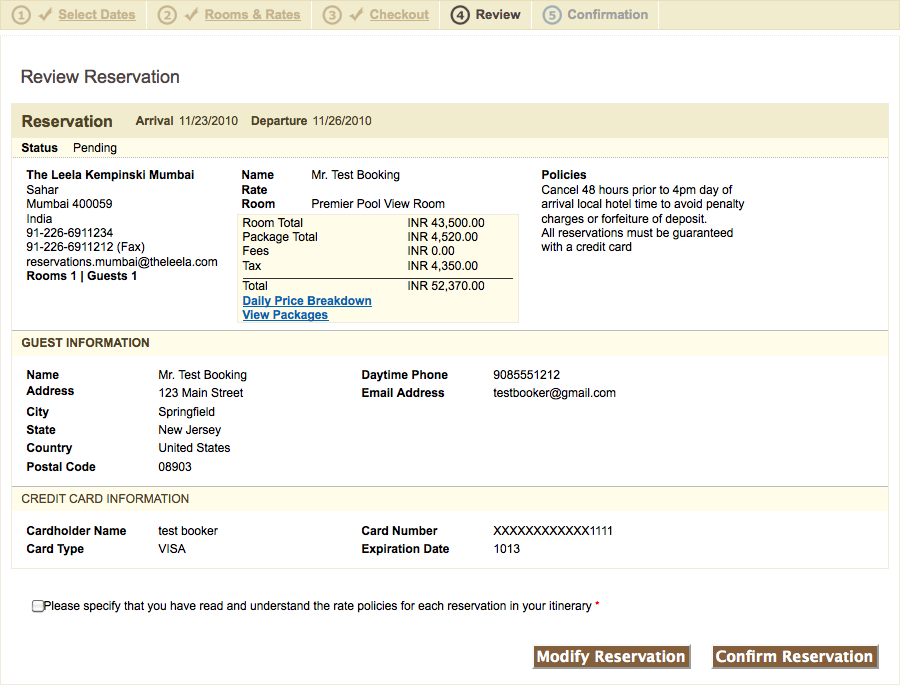 1 Select Dates 2 Rooms & Rates 3 Checkout 4 Review 5 Confirmation
Review Reservation
Reservation Arrival 11/23/2010 Departure 11/26/2010
Status Pending
The Leela Kempinski Mumbai
Sahar
Mumbai 400059
India
91-226-6911234
91-226-6911212 (Fax)
reservations.mumbai@theleela.com
Rooms 1 | Guests 1
Name Mr. Test Booking
Rate
Room Premier Pool View Room
Room Total INR 43,500.00
Package Total INR 4,520.00
Fees INR 0.00
Tax INR 4,350.00
Total INR 52,370.00
Daily Price Breakdown
View Packages
Policies
Cancel 48 hours prior to 4pm day of
arrival local hotel time to avoid penalty
charges or forfeiture of deposit.
All reservations must be guaranteed
with a credit card
GUEST INFORMATION
Name Mr. Test Booking Daytime Phone 9085551212
Address 123 Main Street Email Address testbooker@gmail.com
City Springfield
State New Jersey
Country United States
Postal Code 08903
CREDIT CARD INFORMATION
Cardholder Name test booker Card Number XXXXXXXXXXXX1111
Card Type VISA Expiration Date 1013
Please specify that you have read and understand the rate policies for each reservation in your itinerary *
Modify Reservation Confirm Reservation